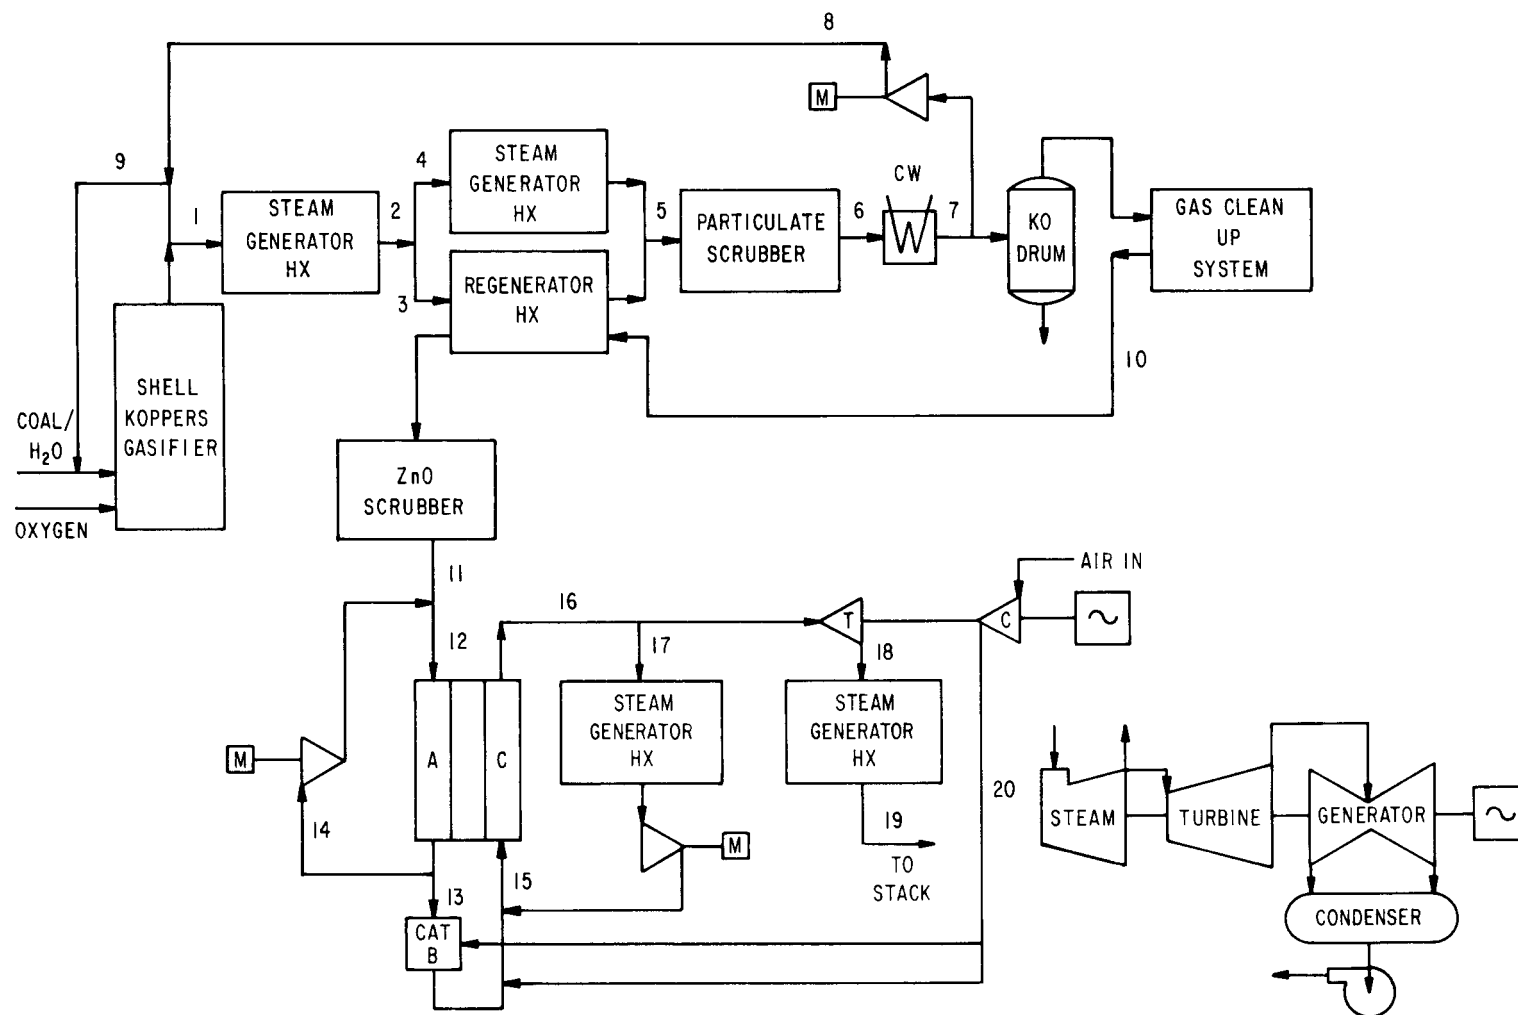 8
M
9
1
STEAM
GENERATOR
HX
2
4
STEAM
GENERATOR
HX
3
REGENERATOR
HX
5
PARTICULATE
SCRUBBER
6
CW
7
KO
DRUM
GAS CLEAN
UP
SYSTEM
10
SHELL
KOPPERS
GASIFIER
COAL/
H₂O
OXYGEN
ZnO
SCRUBBER
11
12
16
17
T
18
C
AIR IN
~
M
A
C
STEAM
GENERATOR
HX
STEAM
GENERATOR
HX
20
14
13
15
M
19
TO
STACK
CAT
B
STEAM
TURBINE
GENERATOR
~
CONDENSER